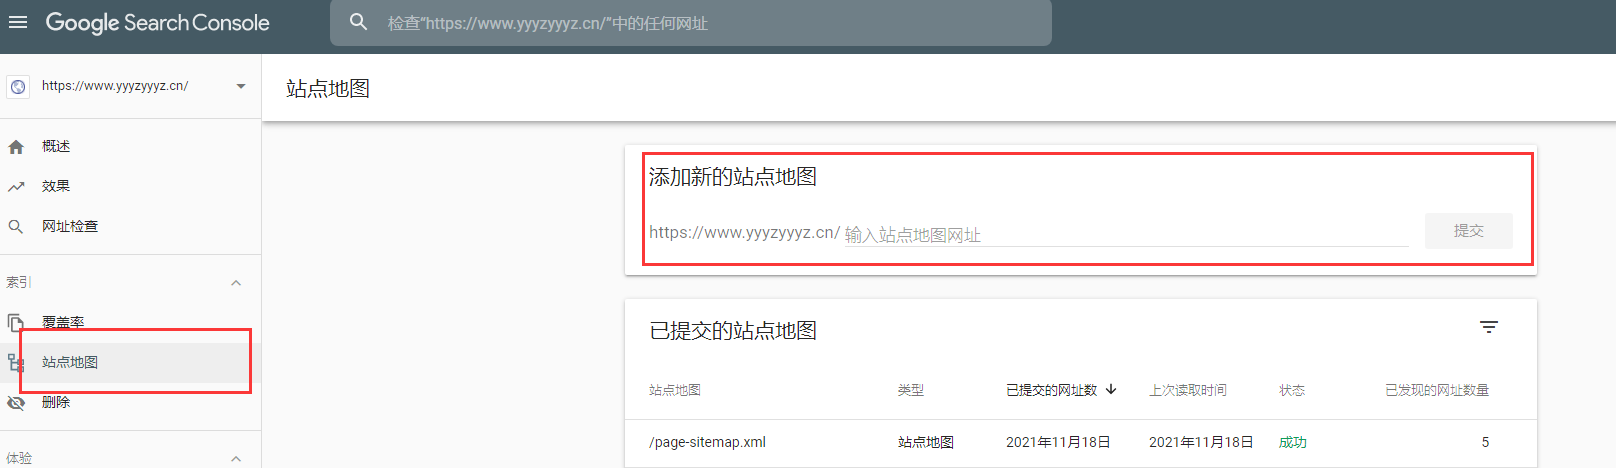 Google Search Console
检查"https://www.yyyzyyyz.cn/"中的任何网址
https://www.yyyzyyyz.cn/
站点地图
概述
效果
网址检查
索引
覆盖率
站点地图
删除
体验
添加新的站点地图
https://www.yyyzyyyz.cn/ 输入站点地图网址 提交
已提交的站点地图
站点地图 类型 已提交的网址数 上次读取时间 状态 已发现的网址数量
/page-sitemap.xml 站点地图 2021年11月18日 2021年11月18日 成功 5